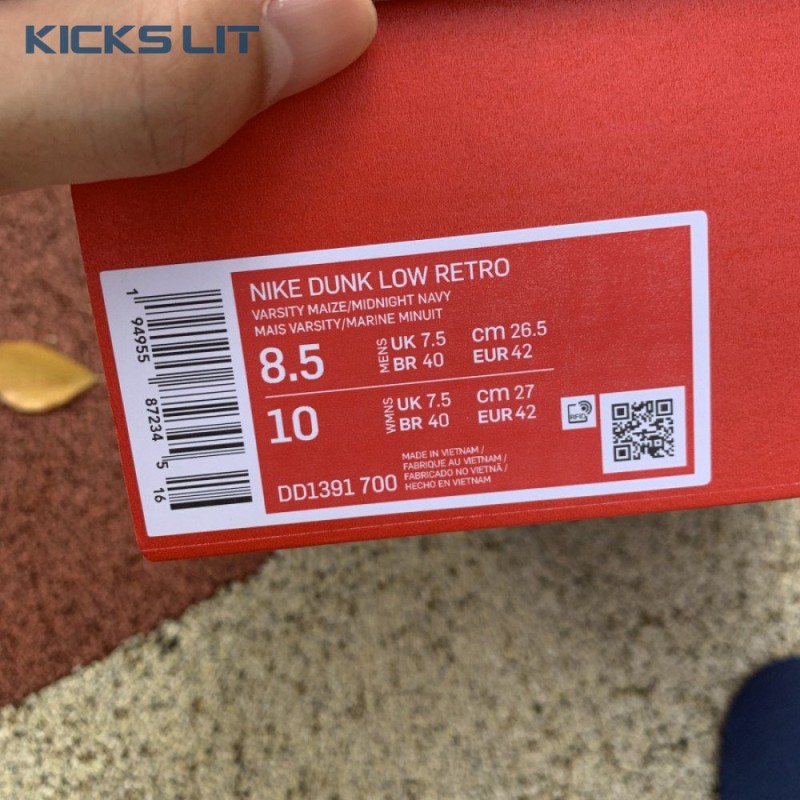 KICKS LIT
NIKE DUNK LOW RETRO
VARSITY MAIZE/MIDNIGHT NAVY
MAIS VARSITY/MARINE MINUIT
8.5 MENS UK 7.5 CM 26.5
BR 40 EUR 42
10 WMNS UK 7.5 CM 27
BR 40 EUR 42
RFID
MADE IN VIETNAM /
FABRIQUE AU VIETNAM /
FABRICADO NO VIETNÃ /
HECHO EN VIETNAM
DD1391 700
1 94955 87234 5 16